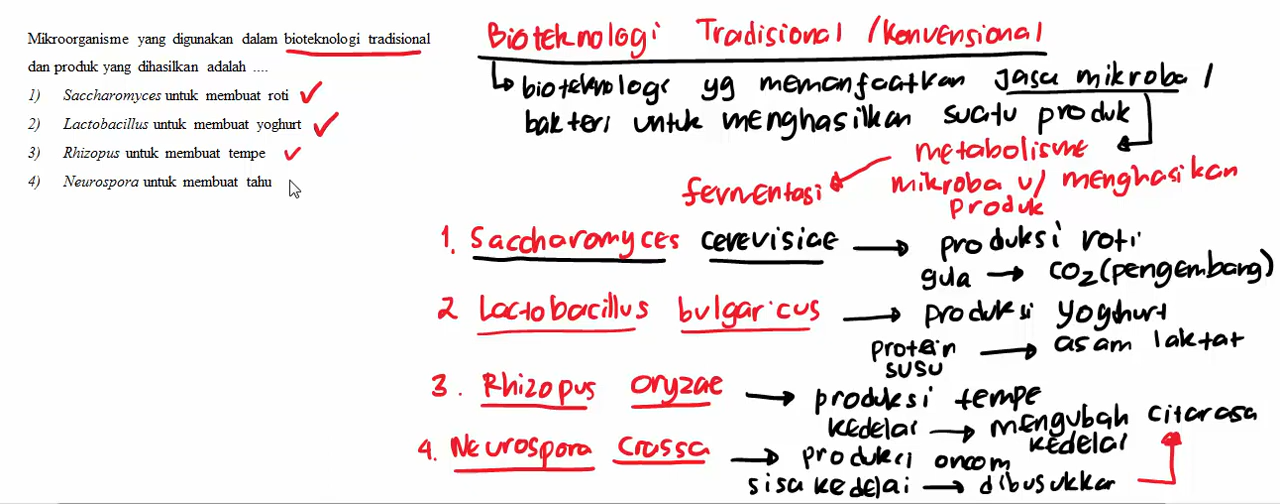 Mikroorganisme yang digunakan dalam bioteknologi tradisional
dan produk yang dihasilkan adalah ....
1) Saccharomyces untuk membuat roti
2) Lactobacillus untuk membuat yoghurt
3) Rhizopus untuk membuat tempe
4) Neurospora untuk membuat tahu
Bioteknologi Tradisional /Konvensional
bioteknologi yg memanfaatkan jasa mikroba /
bakteri untuk menghasilkan suatu produk
metabolisme
fermentasi
mikroba u/ menghasikan
produk
1. Saccharomyces cerevisiae → produksi roti
gula → CO2 (pengembang)
2 Lactobacillus bulgaricus → produksi yoghurt
protein susu → asam laktat
3. Rhizopus oryzae → produksi tempe
kedelai → mengubah citarasa
kedelai
4. Neurospora crassa → produksi oncom
sisa kedelai → dibusukkan